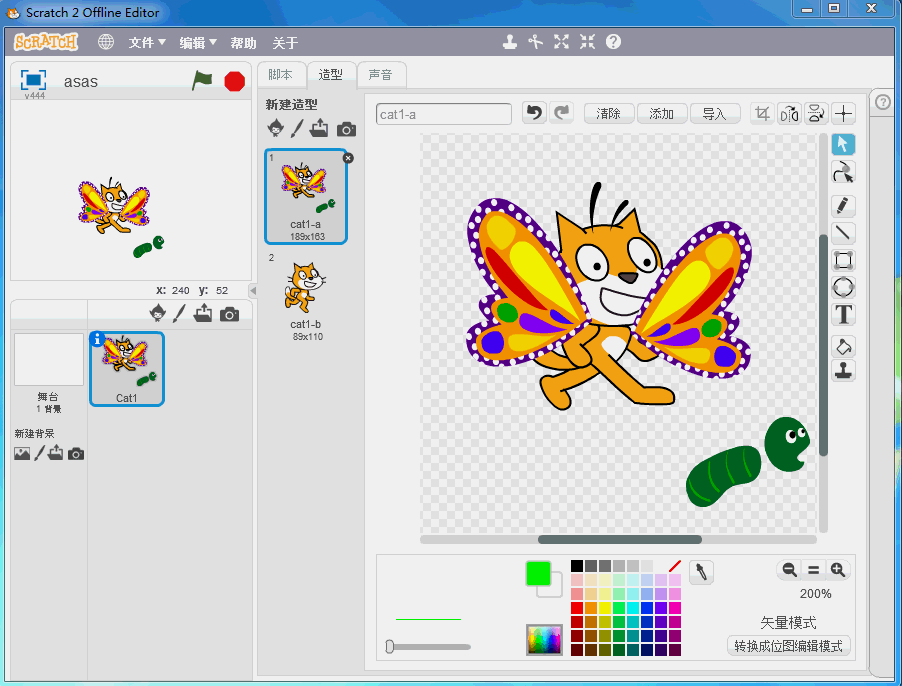 Scratch 2 Offline Editor
SCRATCH
文件 编辑 帮助 关于
asas
v444
脚本 造型 声音
新建造型
cat1-a
清除 添加 导入
1
cat1-a
189x163
2
cat1-b
89x110
T
x: 240 y: 52
舞台
1 背景
新建背景
Cat1
200%
矢量模式
转换成位图编辑模式